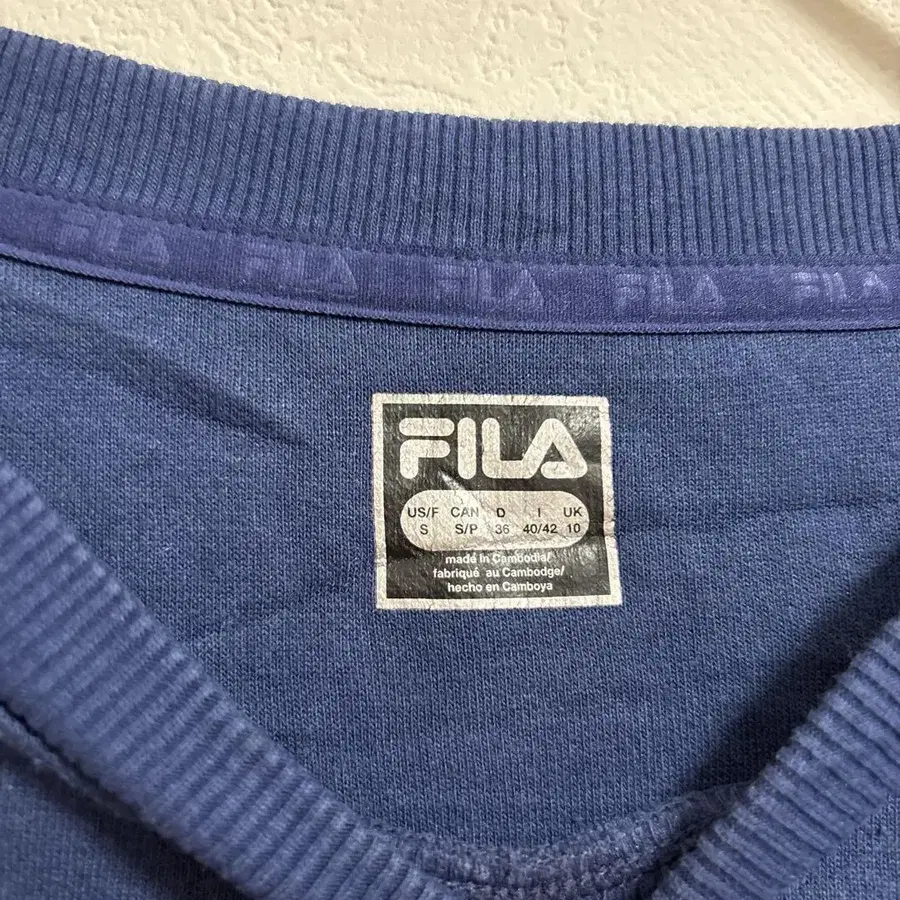 FILA FILA FILA FILA FILA
FILA
US/F CAN D I UK
S S/P 36 40/42 10
made in Cambodia/
fabriqué au Cambodge/
hecho en Camboya